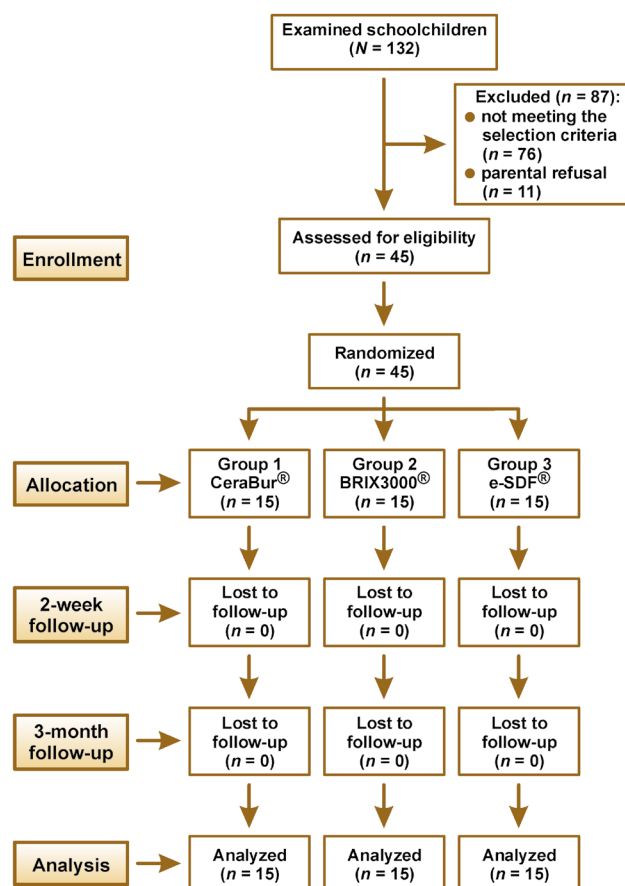 Examined schoolchildren
(N = 132)
Excluded (n = 87):
● not meeting the
selection criteria
(n = 76)
● parental refusal
(n = 11)
Enrollment
Assessed for eligibility
(n = 45)
Randomized
(n = 45)
Allocation
Group 1
CeraBur®
(n = 15)
Group 2
BRIX3000®
(n = 15)
Group 3
e-SDF®
(n = 15)
2-week
follow-up
Lost to
follow-up
(n = 0)
Lost to
follow-up
(n = 0)
Lost to
follow-up
(n = 0)
3-month
follow-up
Lost to
follow-up
(n = 0)
Lost to
follow-up
(n = 0)
Lost to
follow-up
(n = 0)
Analysis
Analyzed
(n = 15)
Analyzed
(n = 15)
Analyzed
(n = 15)